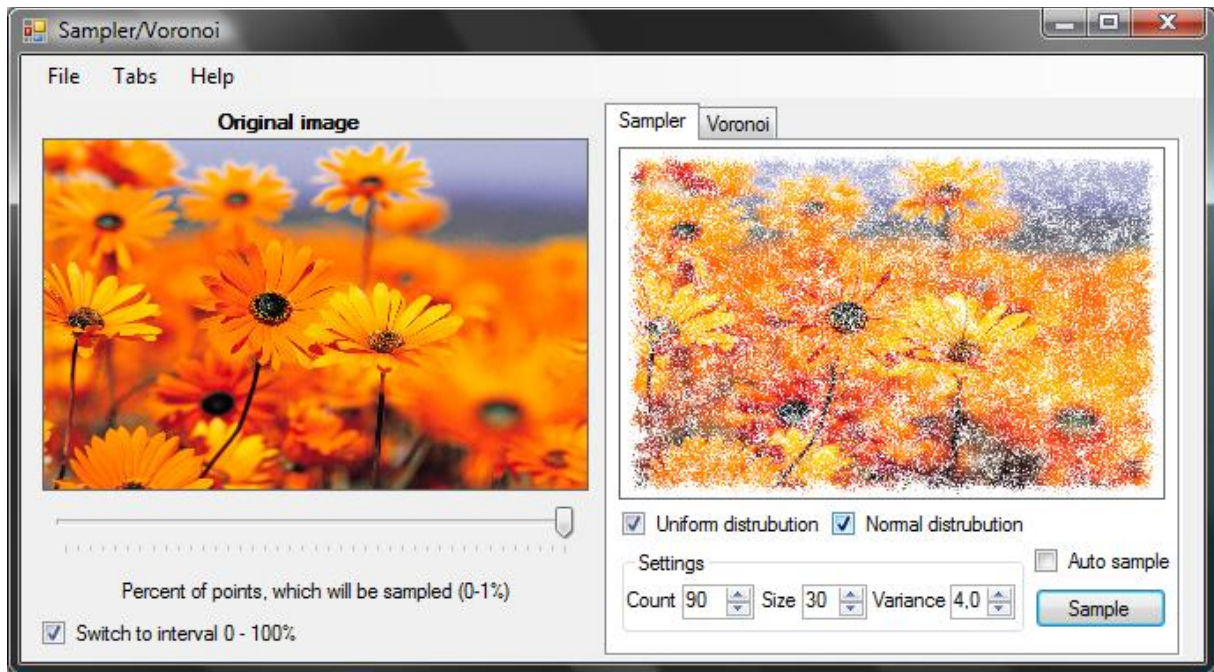 Sampler/Voronoi
File Tabs Help
Original image
Sampler Voronoi
Uniform distrubution Normal distrubution
Settings
Auto sample
Count 90 Size 30 Variance 4,0
Sample
Percent of points, which will be sampled (0-1%)
Switch to interval 0 - 100%